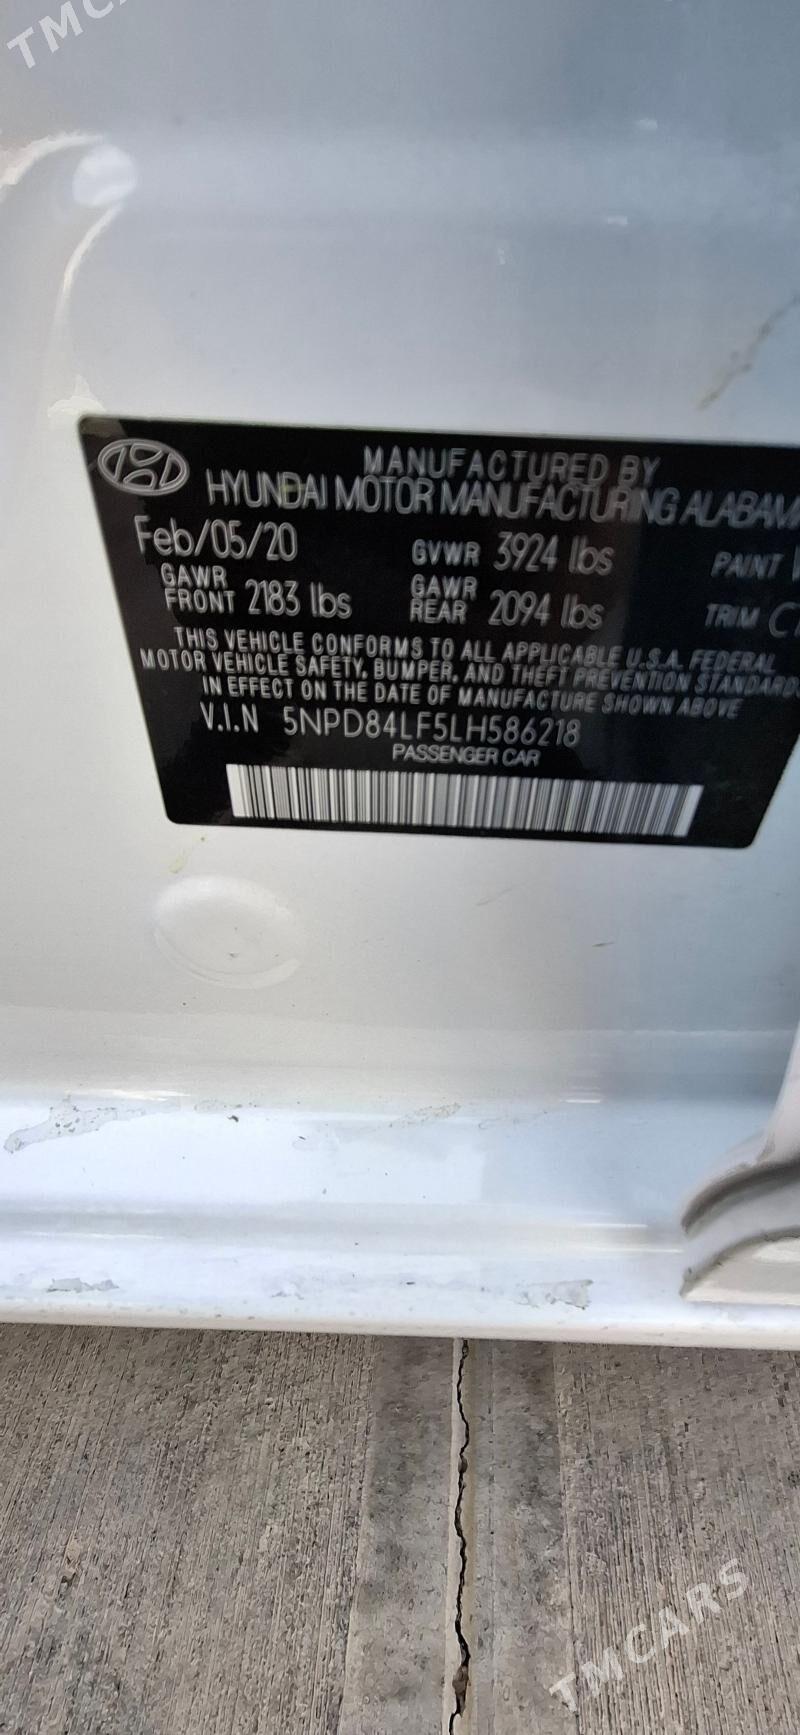 MANUFACTURED BY
HYUNDAI MOTOR MANUFACTURING ALABAMA
Feb/05/20 GVWR 3924 lbs PAINT
GAWR FRONT 2183 lbs GAWR REAR 2094 lbs TRIM
THIS VEHICLE CONFORMS TO ALL APPLICABLE U.S.A. FEDERAL
MOTOR VEHICLE SAFETY, BUMPER, AND THEFT PREVENTION STANDARDS
IN EFFECT ON THE DATE OF MANUFACTURE SHOWN ABOVE
V.I.N 5NPD84LF5LH586218
PASSENGER CAR
TMCARS